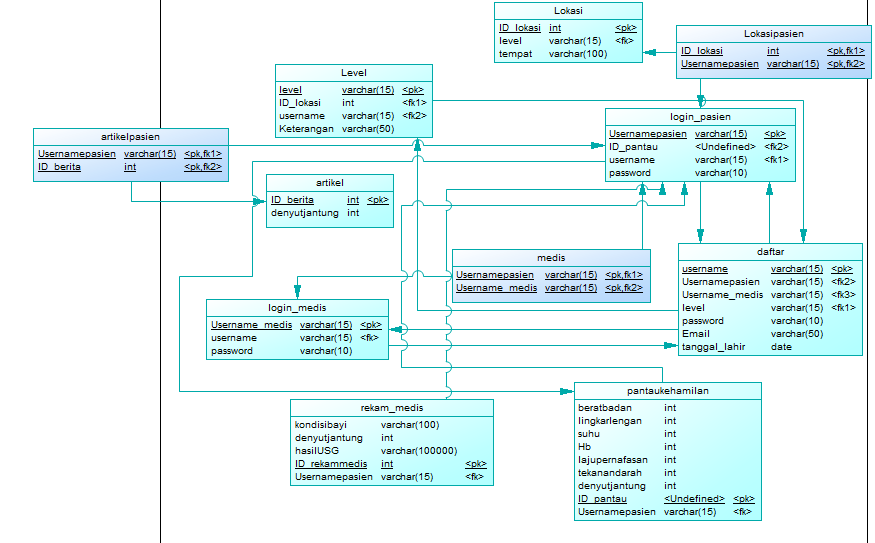 Lokasi
ID_lokasi int <pk>
level varchar(15) <fk>
tempat varchar(100)
Lokasipasien
ID_lokasi int <pk,fk1>
Usernamepasien varchar(15) <pk,fk2>
Level
level varchar(15) <pk>
ID_lokasi int <fk1>
username varchar(15) <fk2>
Keterangan varchar(50)
login_pasien
Usernamepasien varchar(15) <pk>
ID_pantau <Undefined> <fk2>
username varchar(15) <fk1>
password varchar(10)
artikelpasien
Usernamepasien varchar(15) <pk,fk1>
ID_berita int <pk,fk2>
artikel
ID_berita int <pk>
denyutjantung int
medis
Usernamepasien varchar(15) <pk,fk1>
Username_medis varchar(15) <pk,fk2>
daftar
username varchar(15) <pk>
Usernamepasien varchar(15) <fk2>
Username_medis varchar(15) <fk3>
level varchar(15) <fk1>
password varchar(10)
Email varchar(50)
tanggal_lahir date
login_medis
Username_medis varchar(15) <pk>
username varchar(15) <fk>
password varchar(10)
rekam_medis
kondisibayi varchar(100)
denyutjantung int
hasilUSG varchar(100000)
ID_rekammedis int <pk>
Usernamepasien varchar(15) <fk>
pantaukehamilan
beratbadan int
lingkarlengan int
suhu int
Hb int
lajupernafasan int
tekanandarah int
denyutjantung int
ID_pantau <Undefined> <pk>
Usernamepasien varchar(15) <fk>